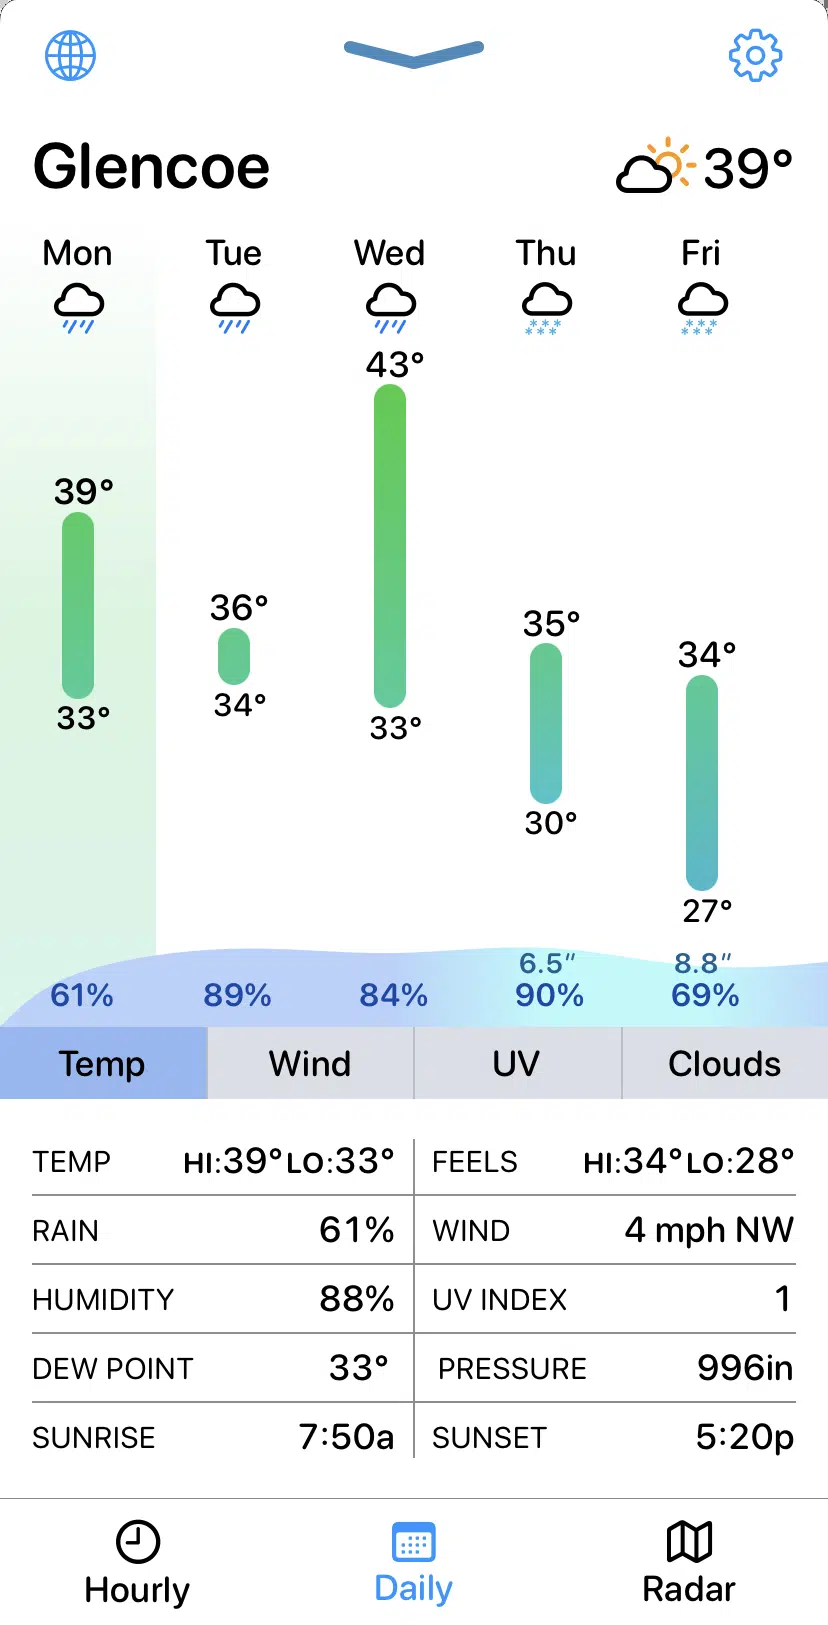 Glencoe 39°
Mon Tue Wed Thu Fri
43°
39°
36°
35°
34°
34°
33°
33°
30°
27°
6.5" 8.8"
61% 89% 84% 90% 69%
Temp Wind UV Clouds
TEMP HI:39° LO:33° FEELS HI:34° LO:28°
RAIN 61% WIND 4 mph NW
HUMIDITY 88% UV INDEX 1
DEW POINT 33° PRESSURE 996in
SUNRISE 7:50a SUNSET 5:20p
Hourly Daily Radar